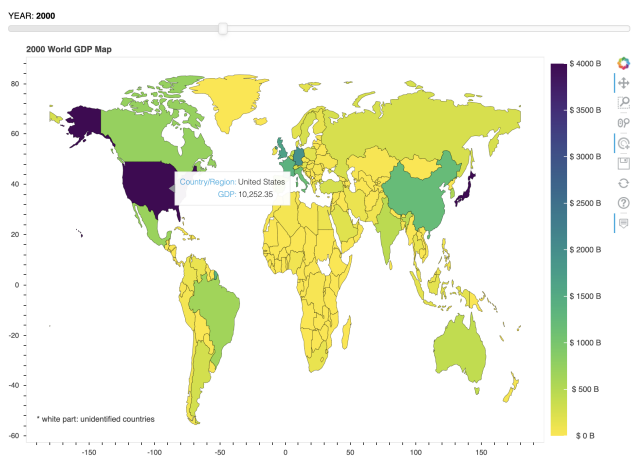 YEAR: 2000
2000 World GDP Map
80
60
40
20
0
-20
-40
-60
-150
-100
-50
0
50
100
150
Country/Region: United States
GDP: 10,252.35
* white part: unidentified countries
$ 4000 B
$ 3500 B
$ 3000 B
$ 2500 B
$ 2000 B
$ 1500 B
$ 1000 B
$ 500 B
$ 0 B